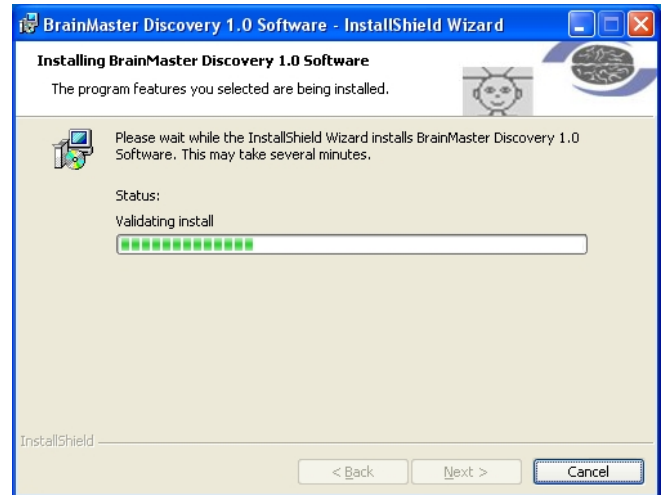 BrainMaster Discovery 1.0 Software - InstallShield Wizard
Installing BrainMaster Discovery 1.0 Software
The program features you selected are being installed.
Please wait while the InstallShield Wizard installs BrainMaster Discovery 1.0
Software. This may take several minutes.
Status:
Validating install
InstallShield
< Back Next > Cancel